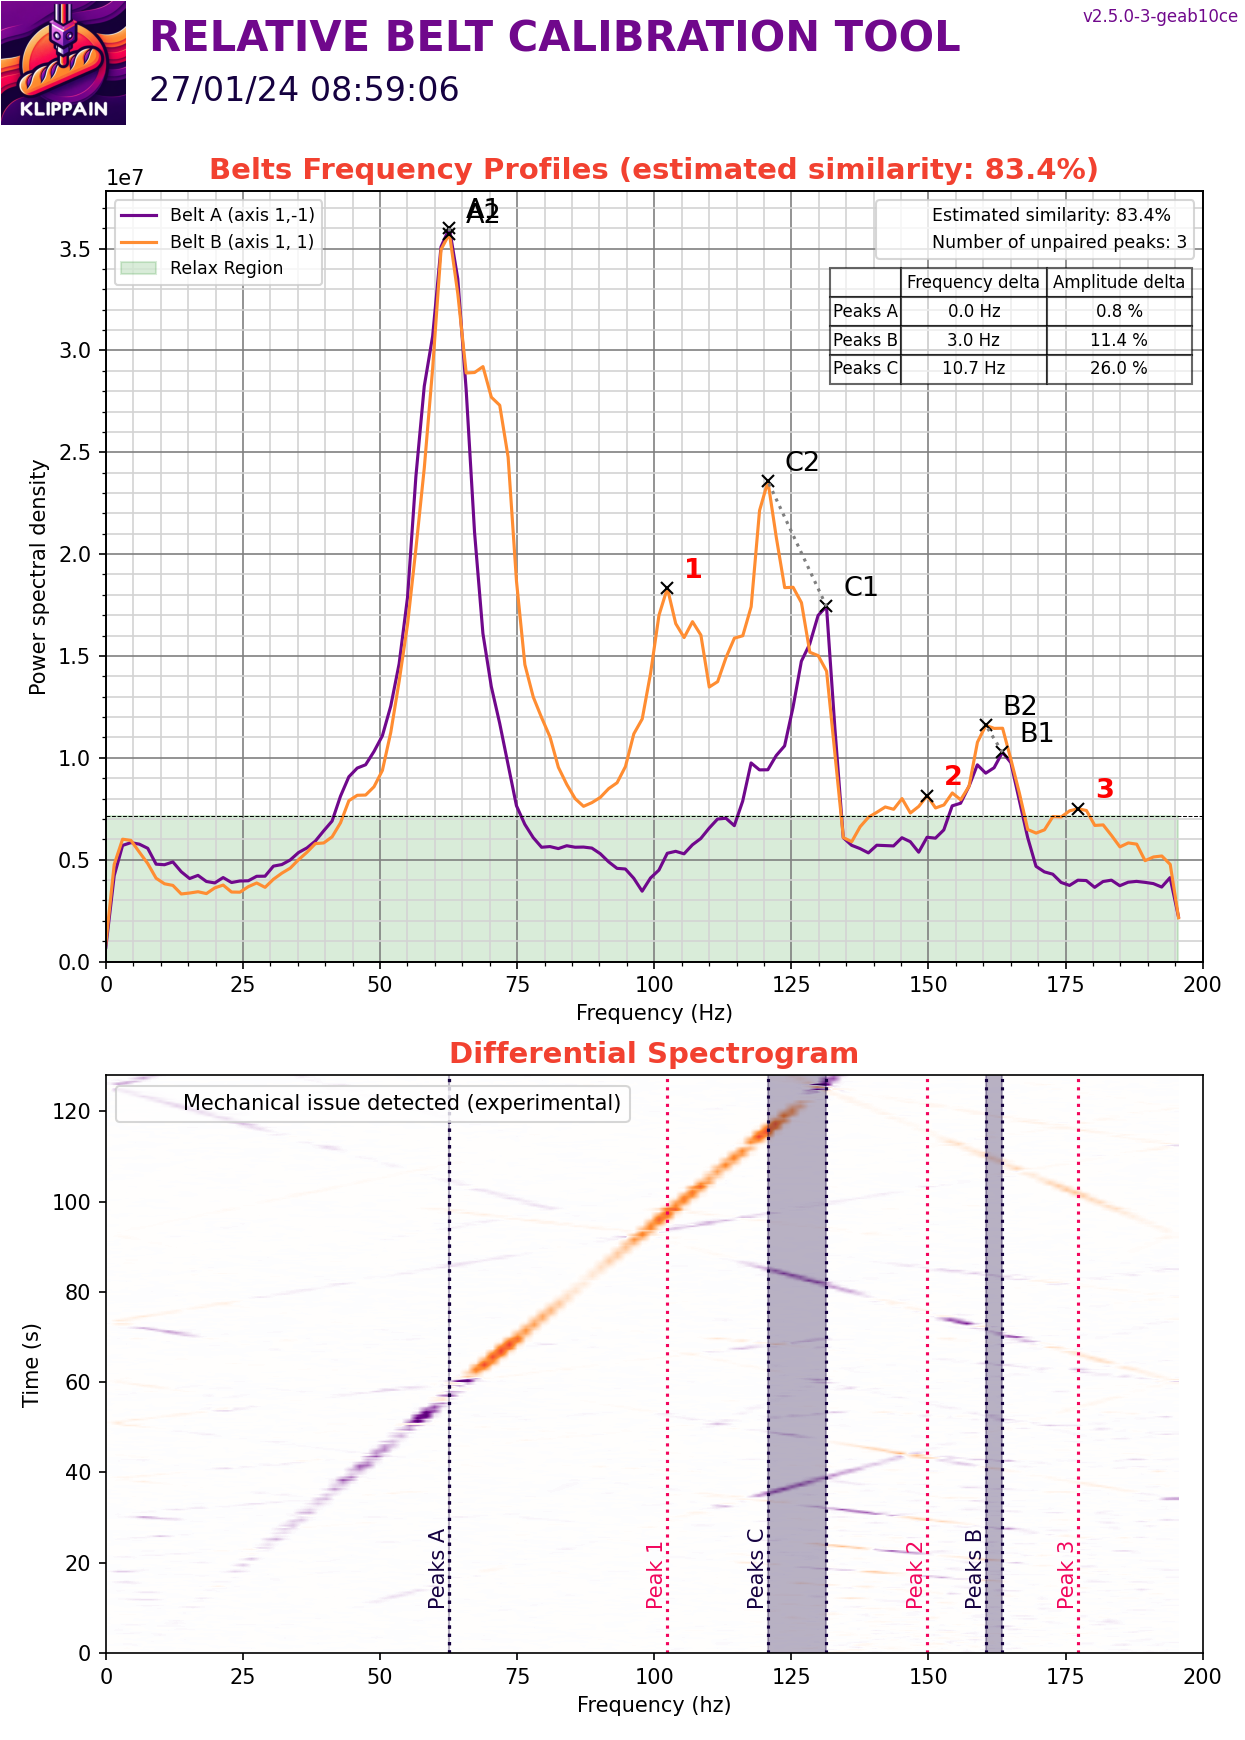 KLIPPAIN
RELATIVE BELT CALIBRATION TOOL
27/01/24 08:59:06
v2.5.0-3-geab10ce
Belts Frequency Profiles (estimated similarity: 83.4%)
1e7
Belt A (axis 1,-1)
Belt B (axis 1, 1)
Relax Region
A1
A2
Estimated similarity: 83.4%
Number of unpaired peaks: 3
Frequency delta Amplitude delta
Peaks A 0.0 Hz 0.8 %
Peaks B 3.0 Hz 11.4 %
Peaks C 10.7 Hz 26.0 %
C2
1
C1
B2
B1
2
3
Power spectral density
3.5
3.0
2.5
2.0
1.5
1.0
0.5
0.0
0 25 50 75 100 125 150 175 200
Frequency (Hz)
Differential Spectrogram
Mechanical issue detected (experimental)
Time (s)
120
100
80
60
40
20
0
Peaks A
Peak 1
Peaks C
Peak 2
Peaks B
Peak 3
0 25 50 75 100 125 150 175 200
Frequency (hz)